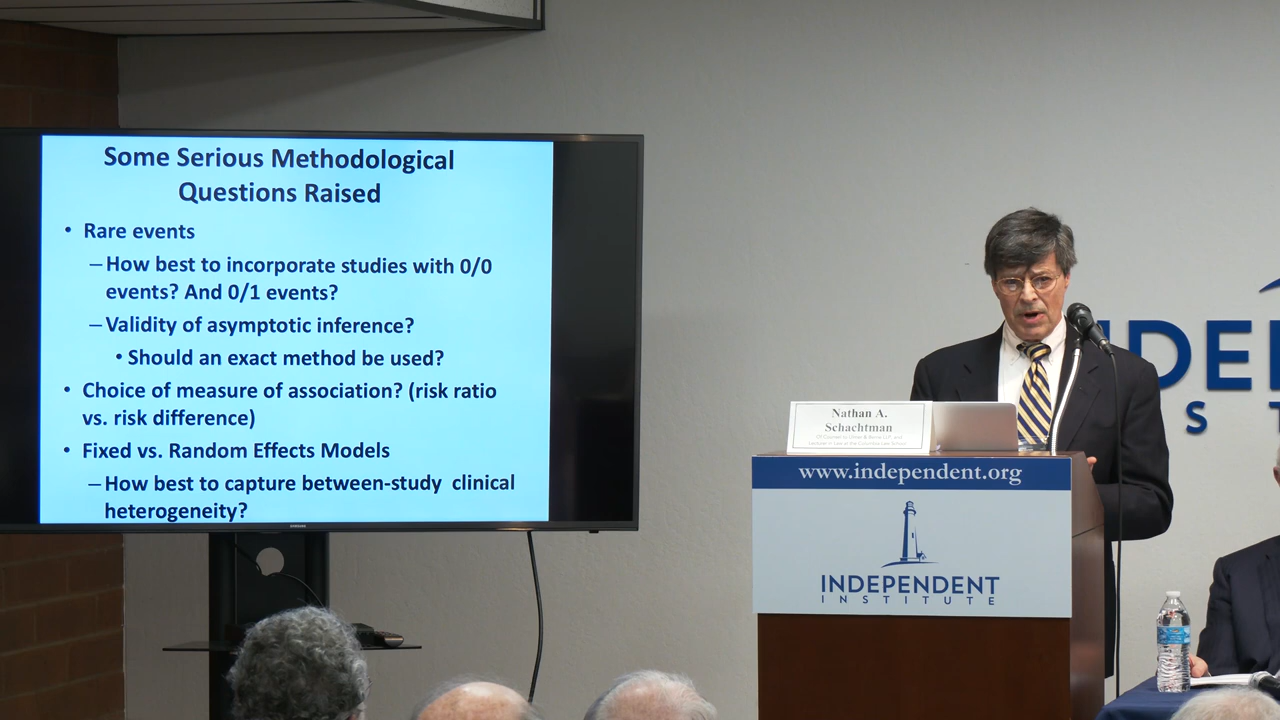 Some Serious Methodological
Questions Raised
• Rare events
–How best to incorporate studies with 0/0
events? And 0/1 events?
–Validity of asymptotic inference?
• Should an exact method be used?
• Choice of measure of association? (risk ratio
vs. risk difference)
• Fixed vs. Random Effects Models
–How best to capture between-study clinical
heterogeneity?
Nathan A.
Schachtman
www.independent.org
INDEPENDENT
INSTITUTE
SAMSUNG